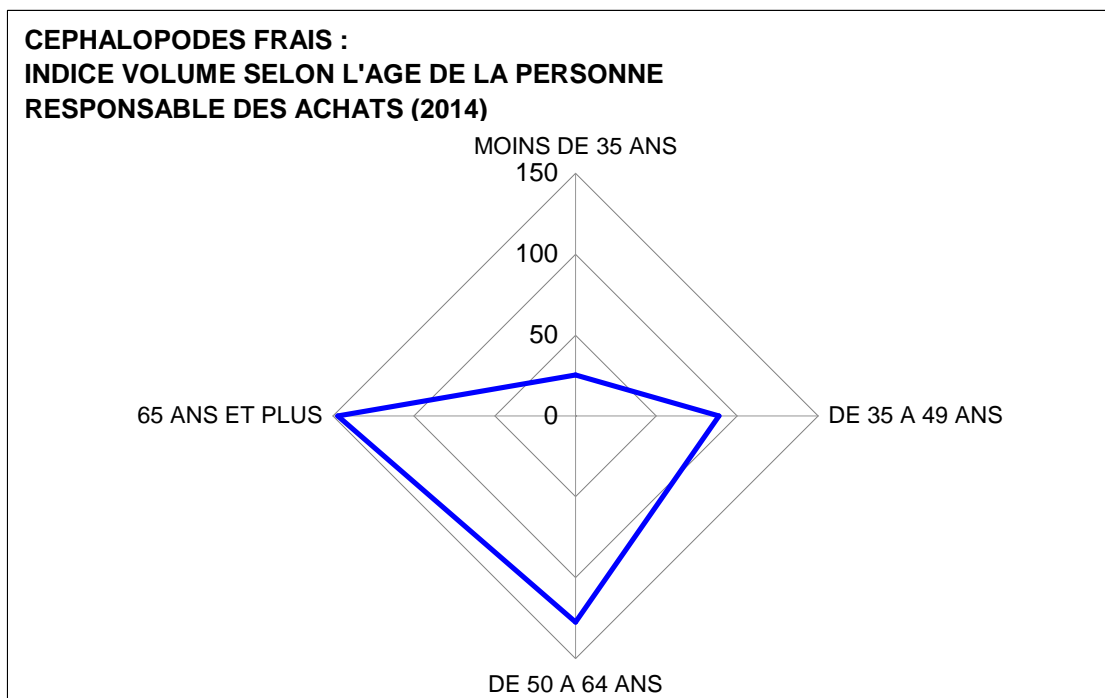 CEPHALOPODES FRAIS :
INDICE VOLUME SELON L'AGE DE LA PERSONNE
RESPONSABLE DES ACHATS (2014)
MOINS DE 35 ANS
150
100
50
65 ANS ET PLUS
0
DE 35 A 49 ANS
DE 50 A 64 ANS